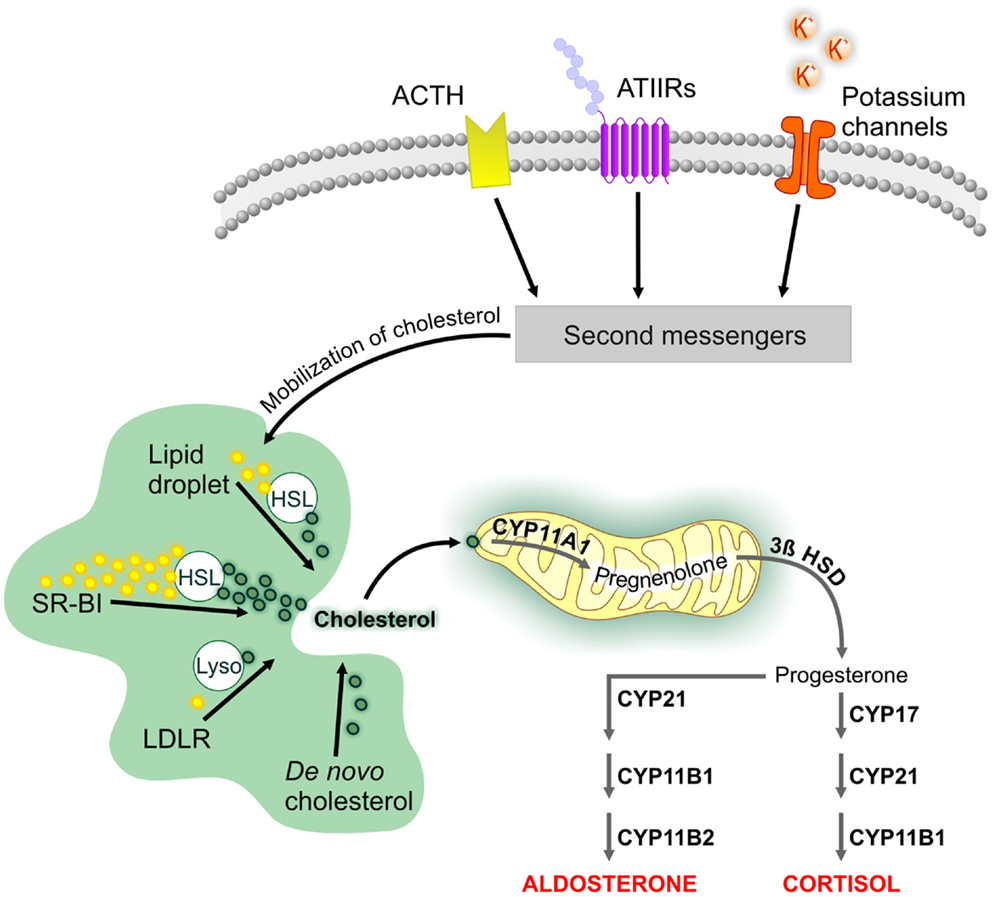 K+
K+
K+
ACTH
ATIIRs
Potassium
channels
Second messengers
Mobilization of cholesterol
Lipid
droplet
HSL
HSL
SR-BI
Lyso
LDLR
De novo
cholesterol
Cholesterol
CYP11A1
Pregnenolone
3ß HSD
Progesterone
CYP21
CYP17
CYP11B1
CYP21
CYP11B2
CYP11B1
ALDOSTERONE
CORTISOL